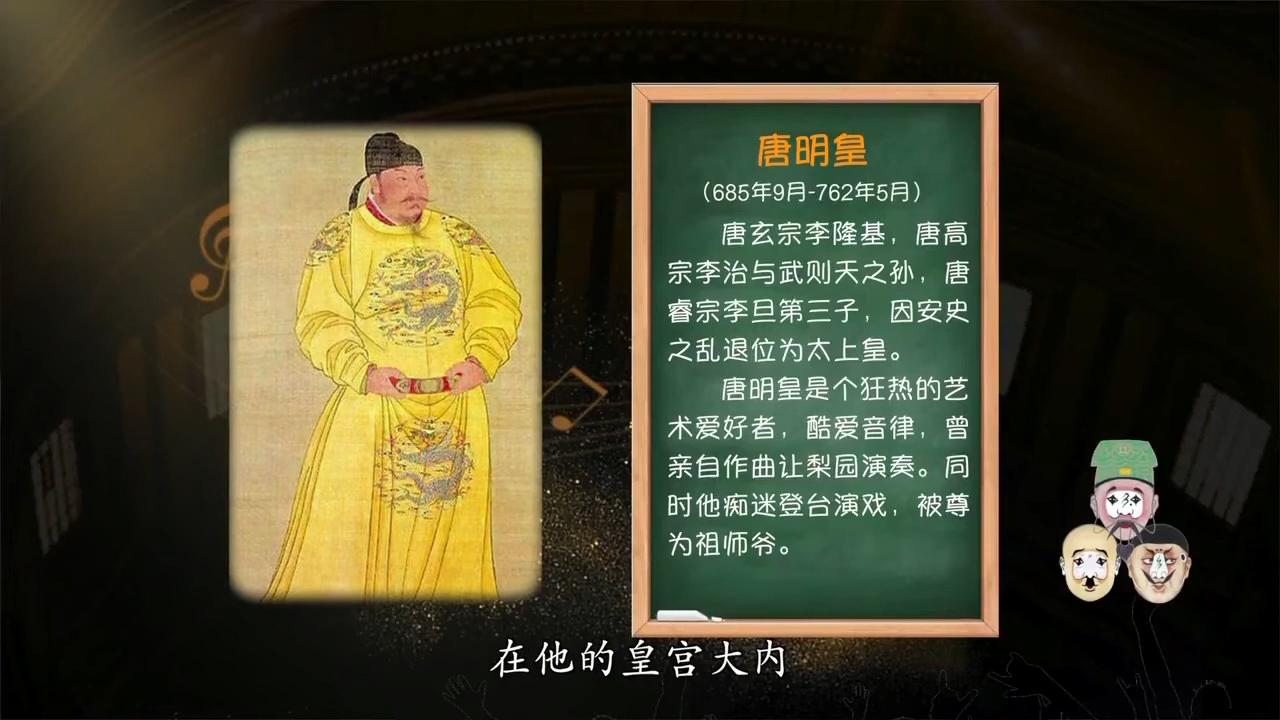 唐明皇
（685年9月-762年5月）
唐玄宗李隆基，唐高
宗李治与武则天之孙，唐
睿宗李旦第三子，因安史
之乱退位为太上皇。
唐明皇是个狂热的艺
术爱好者，酷爱音律，曾
亲自作曲让梨园演奏。同
时他痴迷登台演戏，被尊
为祖师爷。
在他的皇宫大内